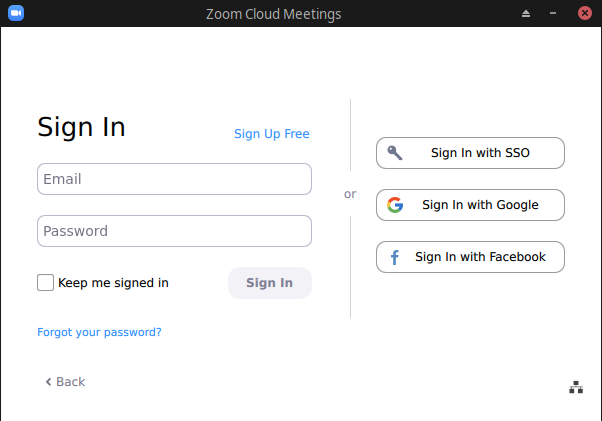 Zoom Cloud Meetings
Sign In
Sign Up Free
Email
Password
Keep me signed in
Sign In
Forgot your password?
Back
or
Sign In with SSO
Sign In with Google
Sign In with Facebook